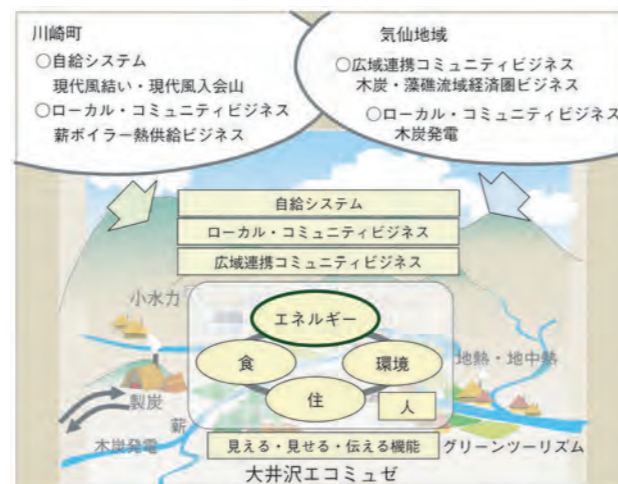 川崎町
○自給システム
現代風結い・現代風入会山
○ローカル・コミュニティビジネス
薪ボイラー熱供給ビジネス
気仙地域
○広域連携コミュニティビジネス
木炭・藻礁流域経済圏ビジネス
○ローカル・コミュニティビジネス
木炭発電
自給システム
ローカル・コミュニティビジネス
広域連携コミュニティビジネス
小水力
エネルギー
食
環境
地熱・地中熱
住
人
製炭
薪
木炭発電
見える・見せる・伝える機能
グリーンツーリズム
大井沢エコミュゼ